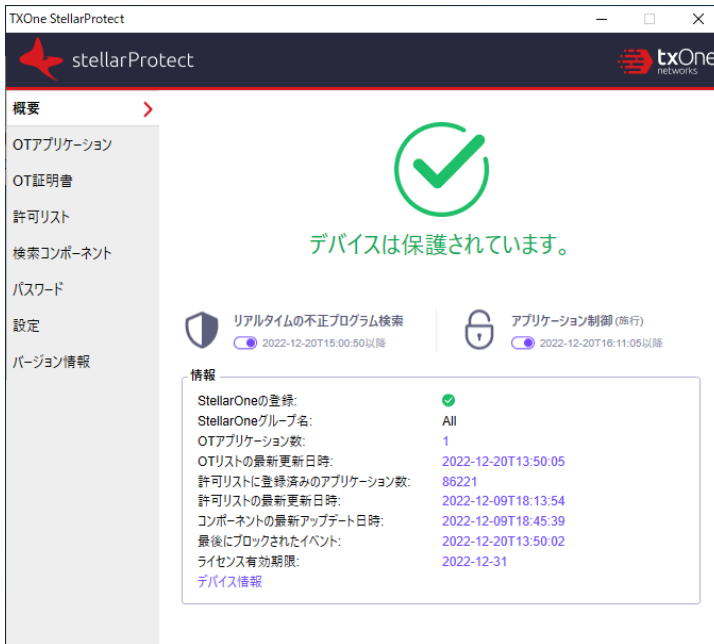 TXOne StellarProtect
stellarProtect
txOne
networks
概要
OTアプリケーション
OT証明書
許可リスト
検索コンポーネント
パスワード
設定
バージョン情報
デバイスは保護されています。
リアルタイムの不正プログラム検索
2022-12-20T15:00:50以降
アプリケーション制御 (施行)
2022-12-20T16:11:05以降
情報
StellarOneの登録:
StellarOneグループ名: All
OTアプリケーション数: 1
OTリストの最新更新日時: 2022-12-20T13:50:05
許可リストに登録済みのアプリケーション数: 86221
許可リストの最新更新日時: 2022-12-09T18:13:54
コンポーネントの最新アップデート日時: 2022-12-09T18:45:39
最後にブロックされたイベント: 2022-12-20T13:50:02
ライセンス有効期限: 2022-12-31
デバイス情報